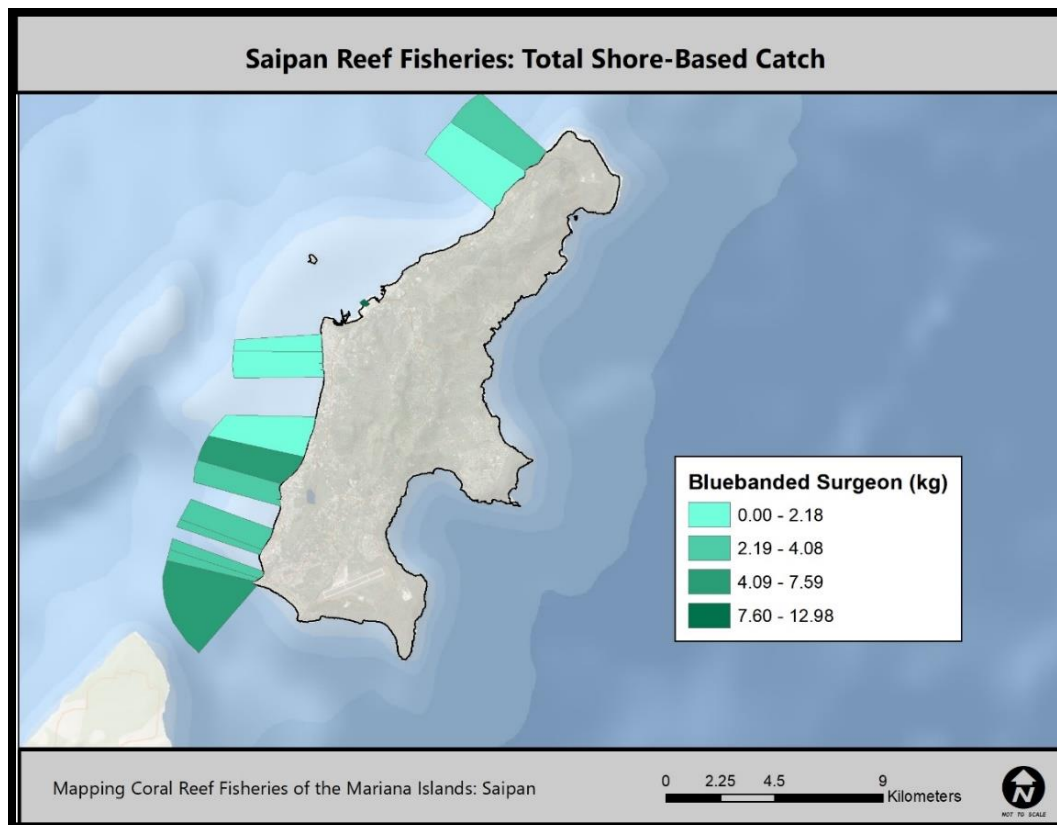 Saipan Reef Fisheries: Total Shore-Based Catch
Bluebanded Surgeon (kg)
0.00 - 2.18
2.19 - 4.08
4.09 - 7.59
7.60 - 12.98
Mapping Coral Reef Fisheries of the Mariana Islands: Saipan
0 2.25 4.5 9
Kilometers
N
NOT TO SCALE